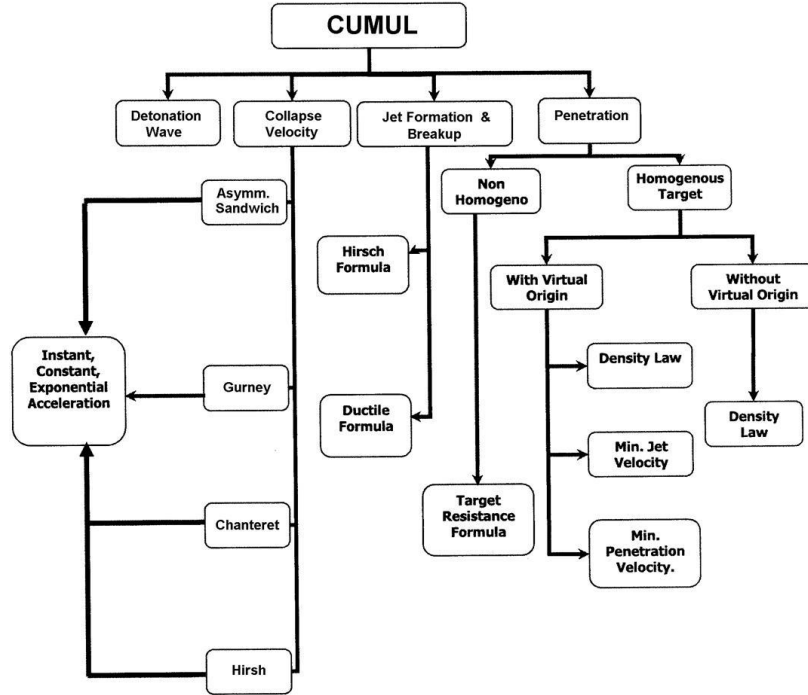 CUMUL
Detonation
Wave
Collapse
Velocity
Jet Formation &
Breakup
Penetration
Asymm.
Sandwich
Non
Homogeno
Homogenous
Target
Hirsch
Formula
With Virtual
Origin
Without
Virtual Origin
Instant,
Constant,
Exponential
Acceleration
Gurney
Density Law
Ductile
Formula
Density
Law
Min. Jet
Velocity
Chanteret
Target
Resistance
Formula
Min.
Penetration
Velocity.
Hirsh